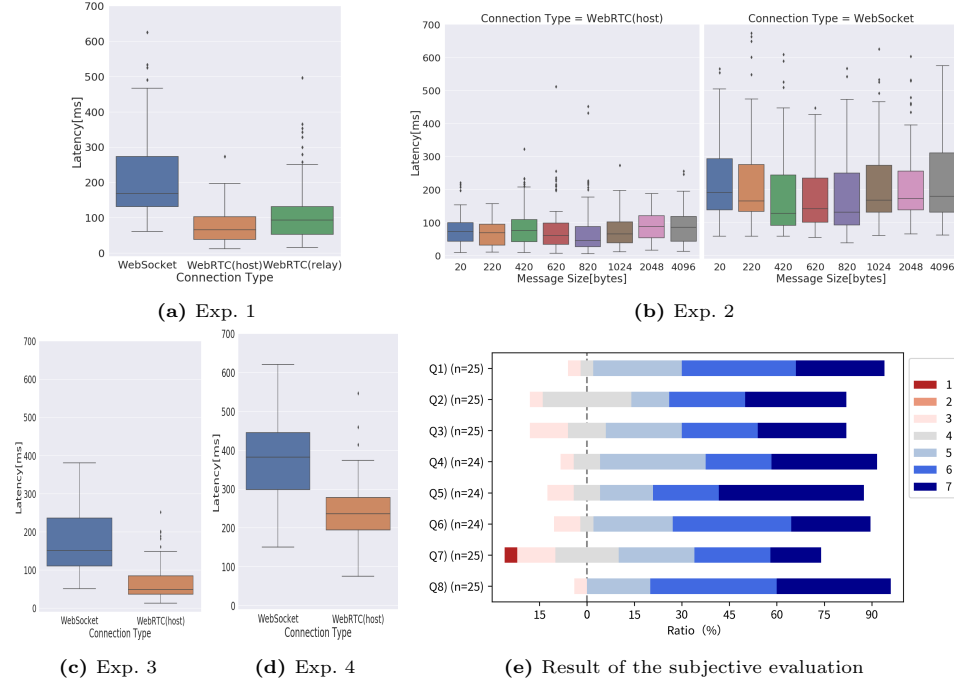 700
600
500
400
300
200
100
0
Latency[ms]
WebSocket WebRTC(host) WebRTC(relay)
Connection Type
(a) Exp. 1
Connection Type = WebRTC(host) Connection Type = WebSocket
700
600
500
400
300
200
100
0
Latency[ms]
20 220 420 620 820 1024 2048 4096 20 220 420 620 820 1024 2048 4096
Message Size[bytes] Message Size[bytes]
(b) Exp. 2
700
600
500
400
300
200
100
0
Latency[ms]
WebSocket WebRTC(host)
Connection Type
(c) Exp. 3
700
600
500
400
300
200
100
0
Latency[ms]
WebSocket WebRTC(host)
Connection Type
(d) Exp. 4
Q1) (n=25)
Q2) (n=25)
Q3) (n=25)
Q4) (n=24)
Q5) (n=24)
Q6) (n=24)
Q7) (n=25)
Q8) (n=25)
15 0 15 30 45 60 75 90
Ratio (%)
1
2
3
4
5
6
7
(e) Result of the subjective evaluation